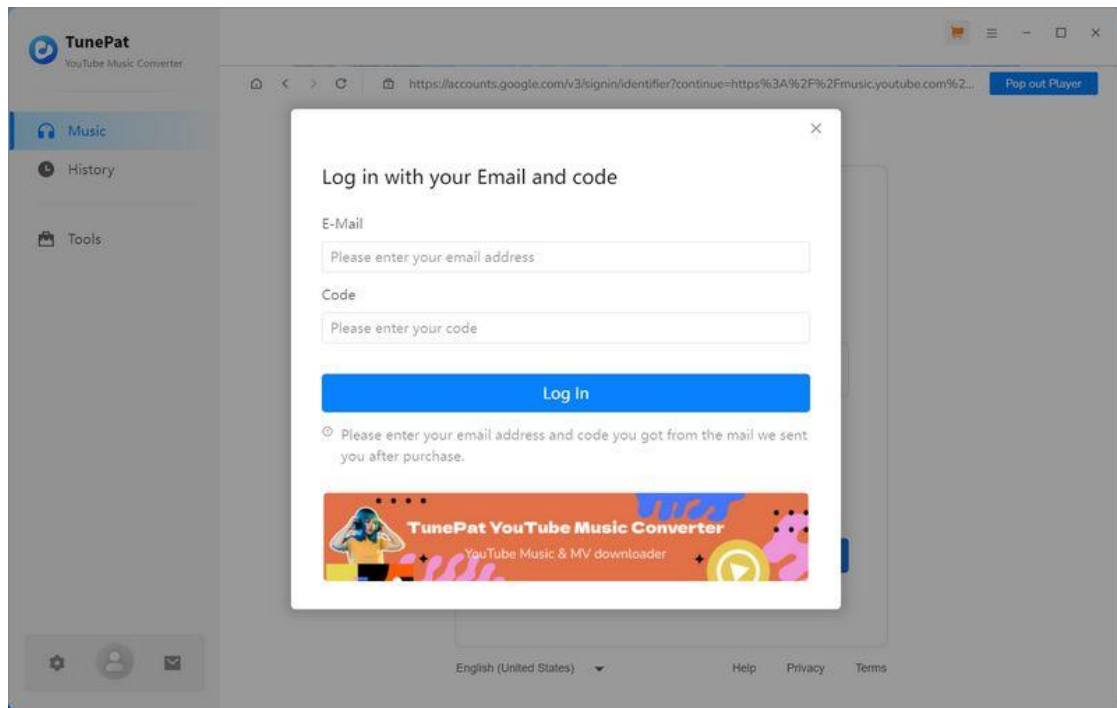 TunePat
YouTube Music Converter
https://accounts.google.com/v3/signin/identifier?continue=https%3A%2F%2Fmusic.youtube.com%2...
Pop out Player
Music
History
Tools
Log in with your Email and code
E-Mail
Please enter your email address
Code
Please enter your code
Log In
Please enter your email address and code you got from the mail we sent
you after purchase.
TunePat YouTube Music Converter
YouTube Music & MV downloader
English (United States)
Help
Privacy
Terms